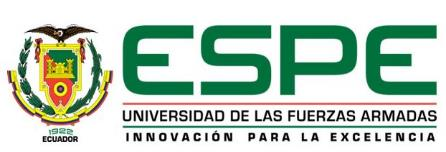 ESPE
UNIVERSIDAD DE LAS FUERZAS ARMADAS
INNOVACIÓN PARA LA EXCELENCIA
1922
ECUADOR